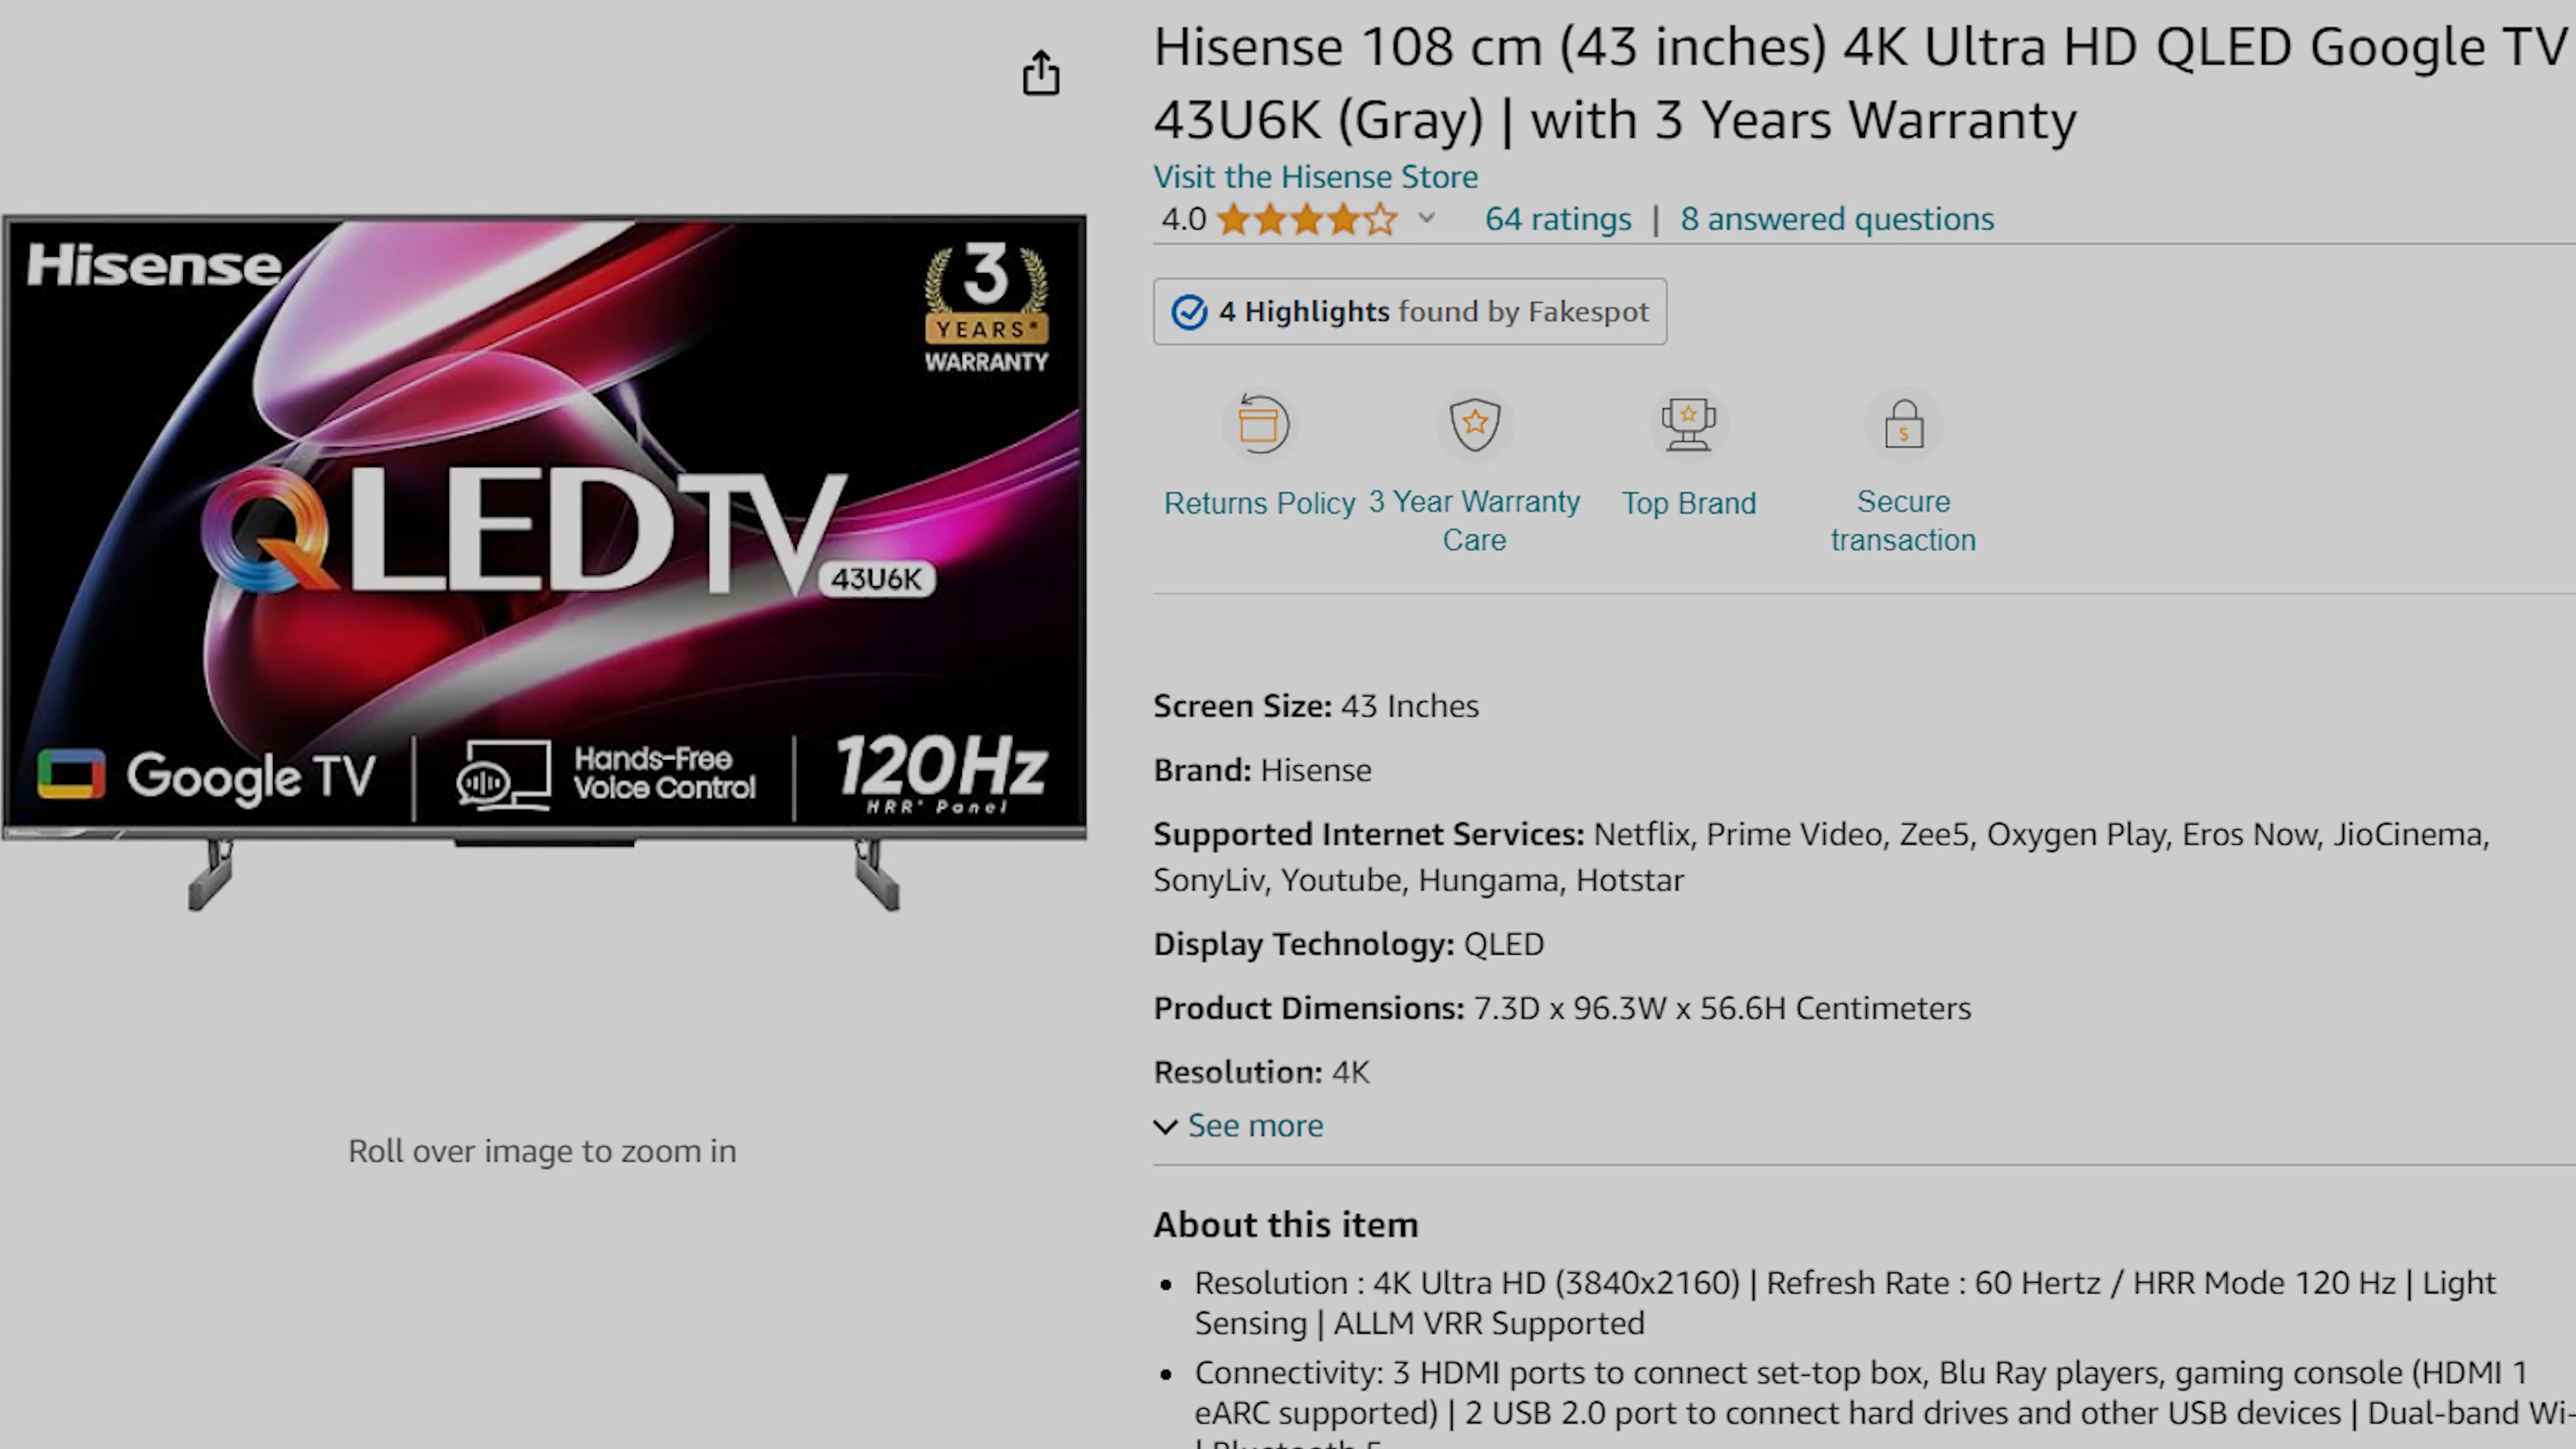 Hisense
3
YEARS*
WARRANTY
QLED TV
43U6K
Google TV
Hands-Free
Voice Control
120Hz
HRR* Panel
Roll over image to zoom in
Hisense 108 cm (43 inches) 4K Ultra HD QLED Google TV
43U6K (Gray) | with 3 Years Warranty
Visit the Hisense Store
4.0 64 ratings | 8 answered questions
4 Highlights found by Fakespot
Returns Policy
3 Year Warranty
Care
Top Brand
Secure
transaction
Screen Size: 43 Inches
Brand: Hisense
Supported Internet Services: Netflix, Prime Video, Zee5, Oxygen Play, Eros Now, JioCinema,
SonyLiv, Youtube, Hungama, Hotstar
Display Technology: QLED
Product Dimensions: 7.3D x 96.3W x 56.6H Centimeters
Resolution: 4K
See more
About this item
Resolution : 4K Ultra HD (3840x2160) | Refresh Rate : 60 Hertz / HRR Mode 120 Hz | Light
Sensing | ALLM VRR Supported
Connectivity: 3 HDMI ports to connect set-top box, Blu Ray players, gaming console (HDMI 1
eARC supported) | 2 USB 2.0 port to connect hard drives and other USB devices | Dual-band Wi-